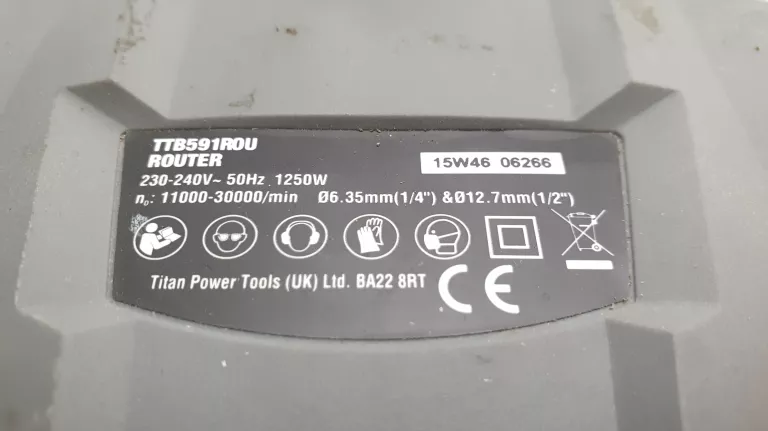 TTB591ROU
ROUTER
15W46 06266
230-240V~ 50Hz 1250W
n₀: 11000-30000/min Ø6.35mm(1/4") &Ø12.7mm(1/2")
Titan Power Tools (UK) Ltd. BA22 8RT
CE